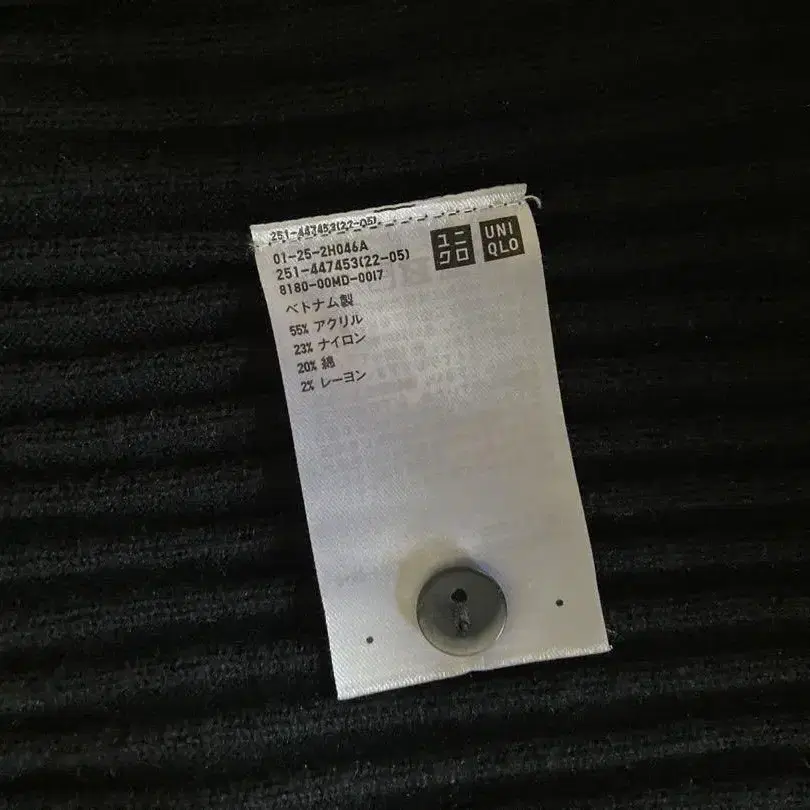 251-447453(22-05)
01-25-2H046A
251-447453(22-05)
8180-00MD-0017
ユニ
クロ
UNI
QLO
ベトナム製
55% アクリル
23% ナイロン
20% 綿
2% レーヨン